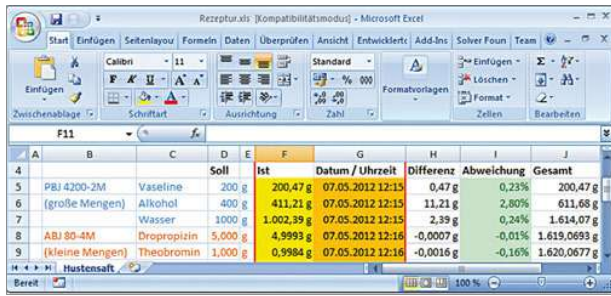 Rezeptur.xls [Kompatibilitätsmodus] - Microsoft Excel
Start Einfügen Seitenlayou Formeln Daten Überprüfen Ansicht Entwicklertc Add-Ins Solver Foun Team
Einfügen
Calibri 11
F K U A A
Standard
% 000
Formatvorlagen
Einfügen
Löschen
Format
Zwischenablage Schriftart Ausrichtung Zahl Zellen Bearbeiten
F11 fx
A B C D E F G H I J
4 Soll Ist Datum / Uhrzeit Differenz Abweichung Gesamt
5 PBJ 4200-2M Vaseline 200 g 200,47 g 07.05.2012 12:15 0,47 g 0,23% 200,47 g
6 (große Mengen) Alkohol 400 g 411,21 g 07.05.2012 12:15 11,21 g 2,80% 611,68 g
7 Wasser 1000 g 1.002,39 g 07.05.2012 12:15 2,39 g 0,24% 1.614,07 g
8 ABJ 80-4M Dropropizin 5,000 g 4,9993 g 07.05.2012 12:16 -0,0007 g -0,01% 1.619,0693 g
9 (kleine Mengen) Theobromin 1,000 g 0,9984 g 07.05.2012 12:16 -0,0016 g -0,16% 1.620,0677 g
Hustensaft
Bereit 100 %